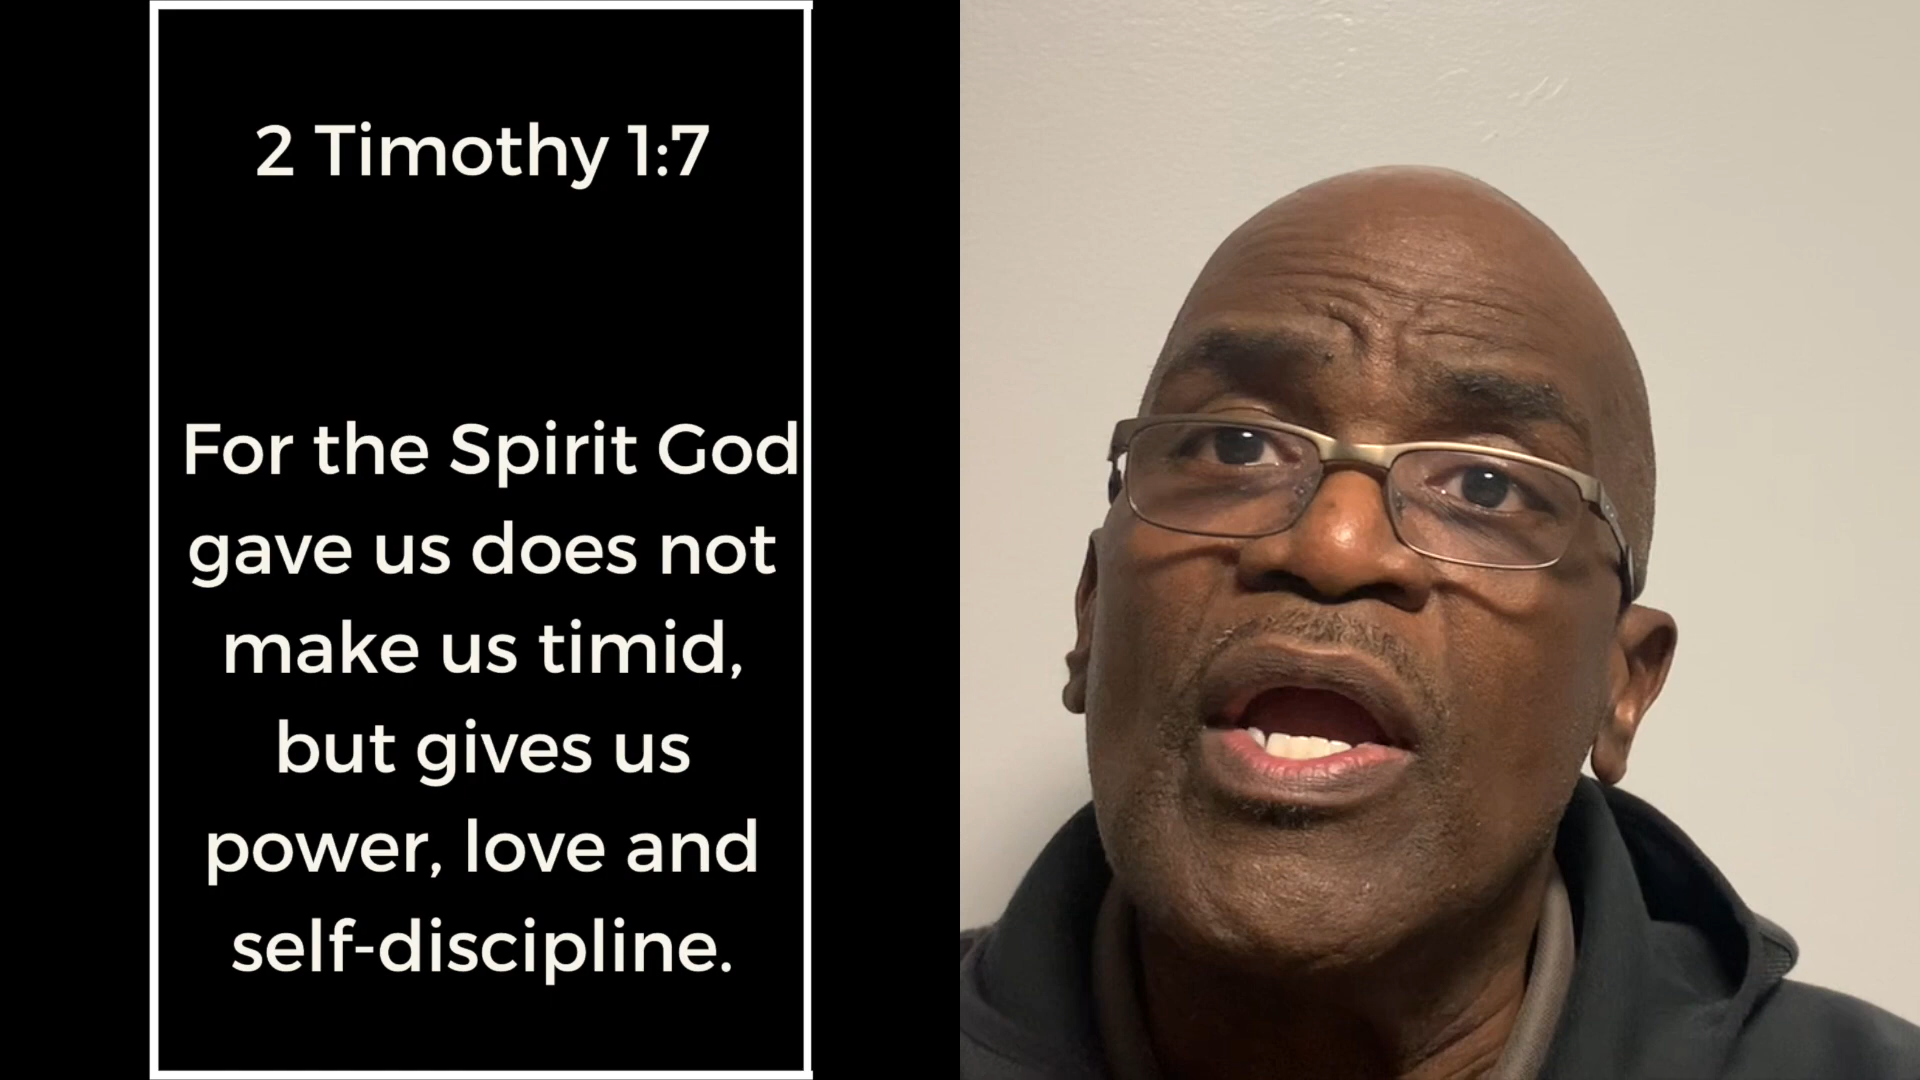 2 Timothy 1:7
For the Spirit God
gave us does not
make us timid,
but gives us
power, love and
self-discipline.